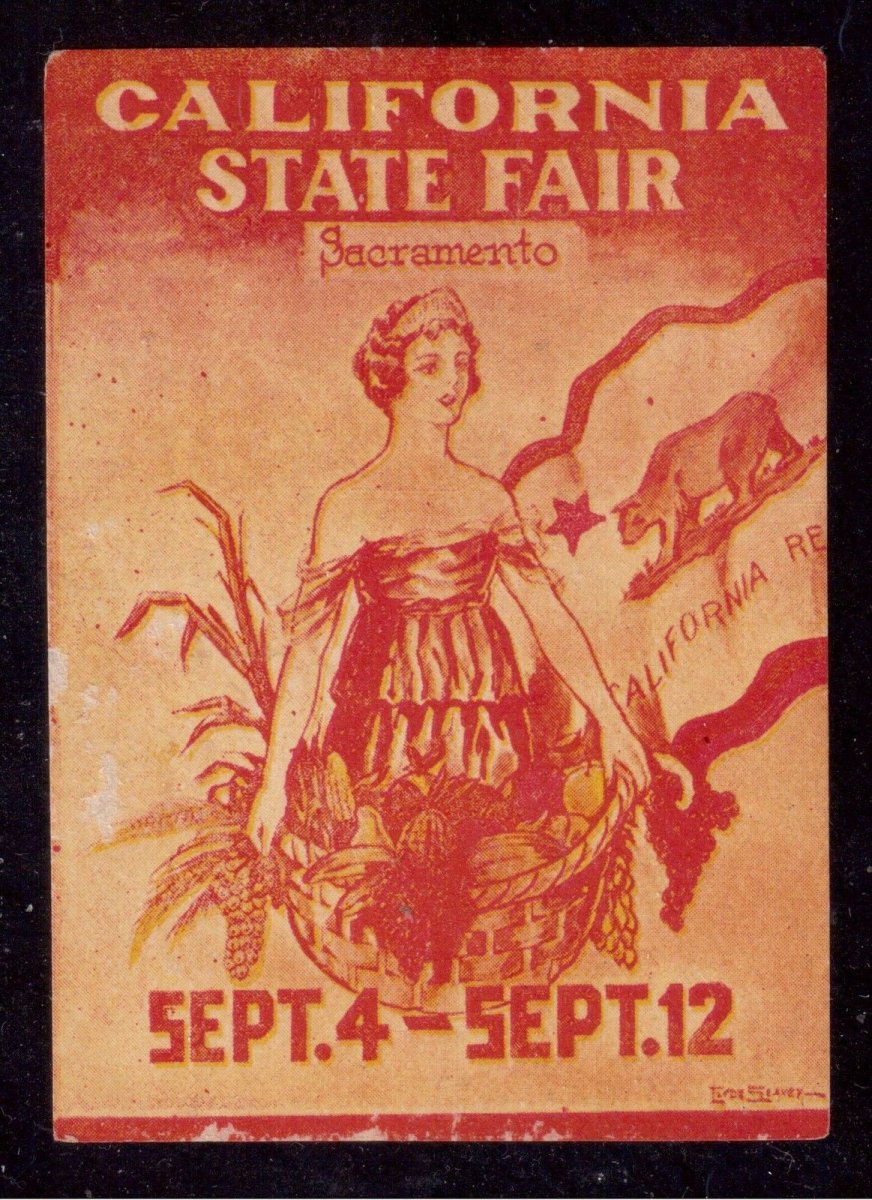 CALIFORNIA
STATE FAIR
Sacramento
CALIFORNIA RE
SEPT. 4 - SEPT. 12